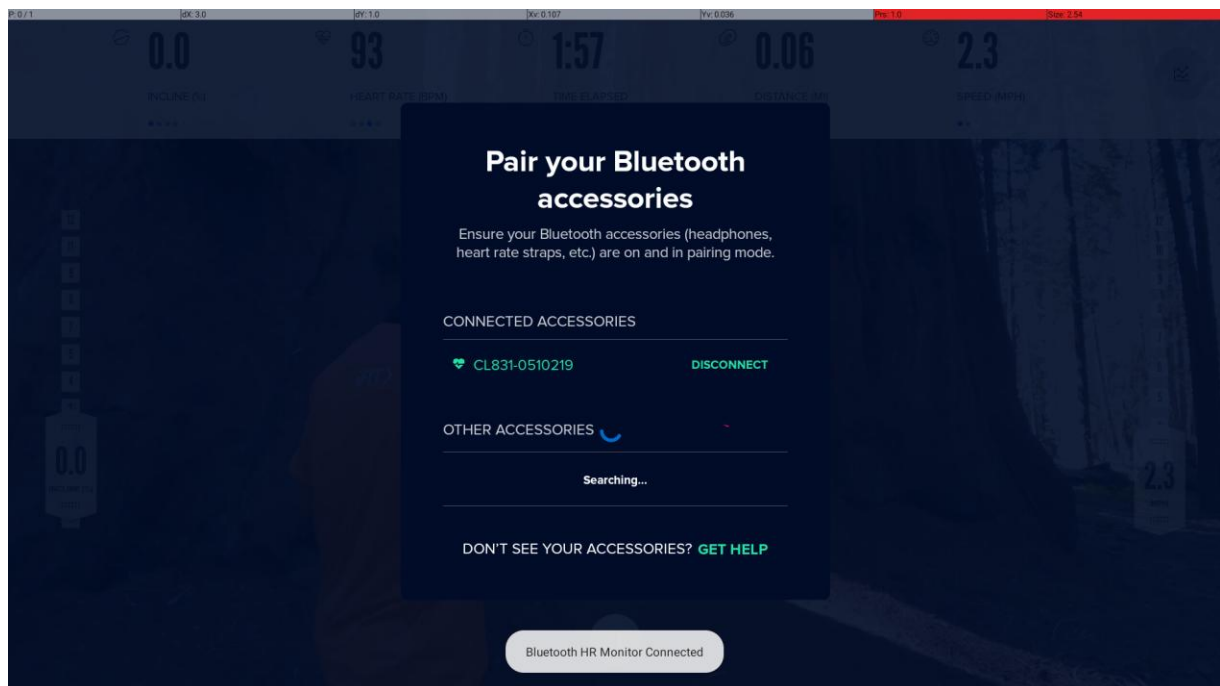 P: 0 / 1 dX: 3.0 dY: 1.0 Xv: 0.107 Yv: 0.036 Prs: 1.0 Size: 2.54
0.0 93 1:57 0.06 2.3
INCLINE (%) HEART RATE (BPM) TIME ELAPSED DISTANCE (MI) SPEED (MPH)
Pair your Bluetooth
accessories
Ensure your Bluetooth accessories (headphones,
heart rate straps, etc.) are on and in pairing mode.
CONNECTED ACCESSORIES
CL831-0510219 DISCONNECT
OTHER ACCESSORIES
Searching...
DON'T SEE YOUR ACCESSORIES? GET HELP
0.0
INCLINE (%)
2.3
Bluetooth HR Monitor Connected